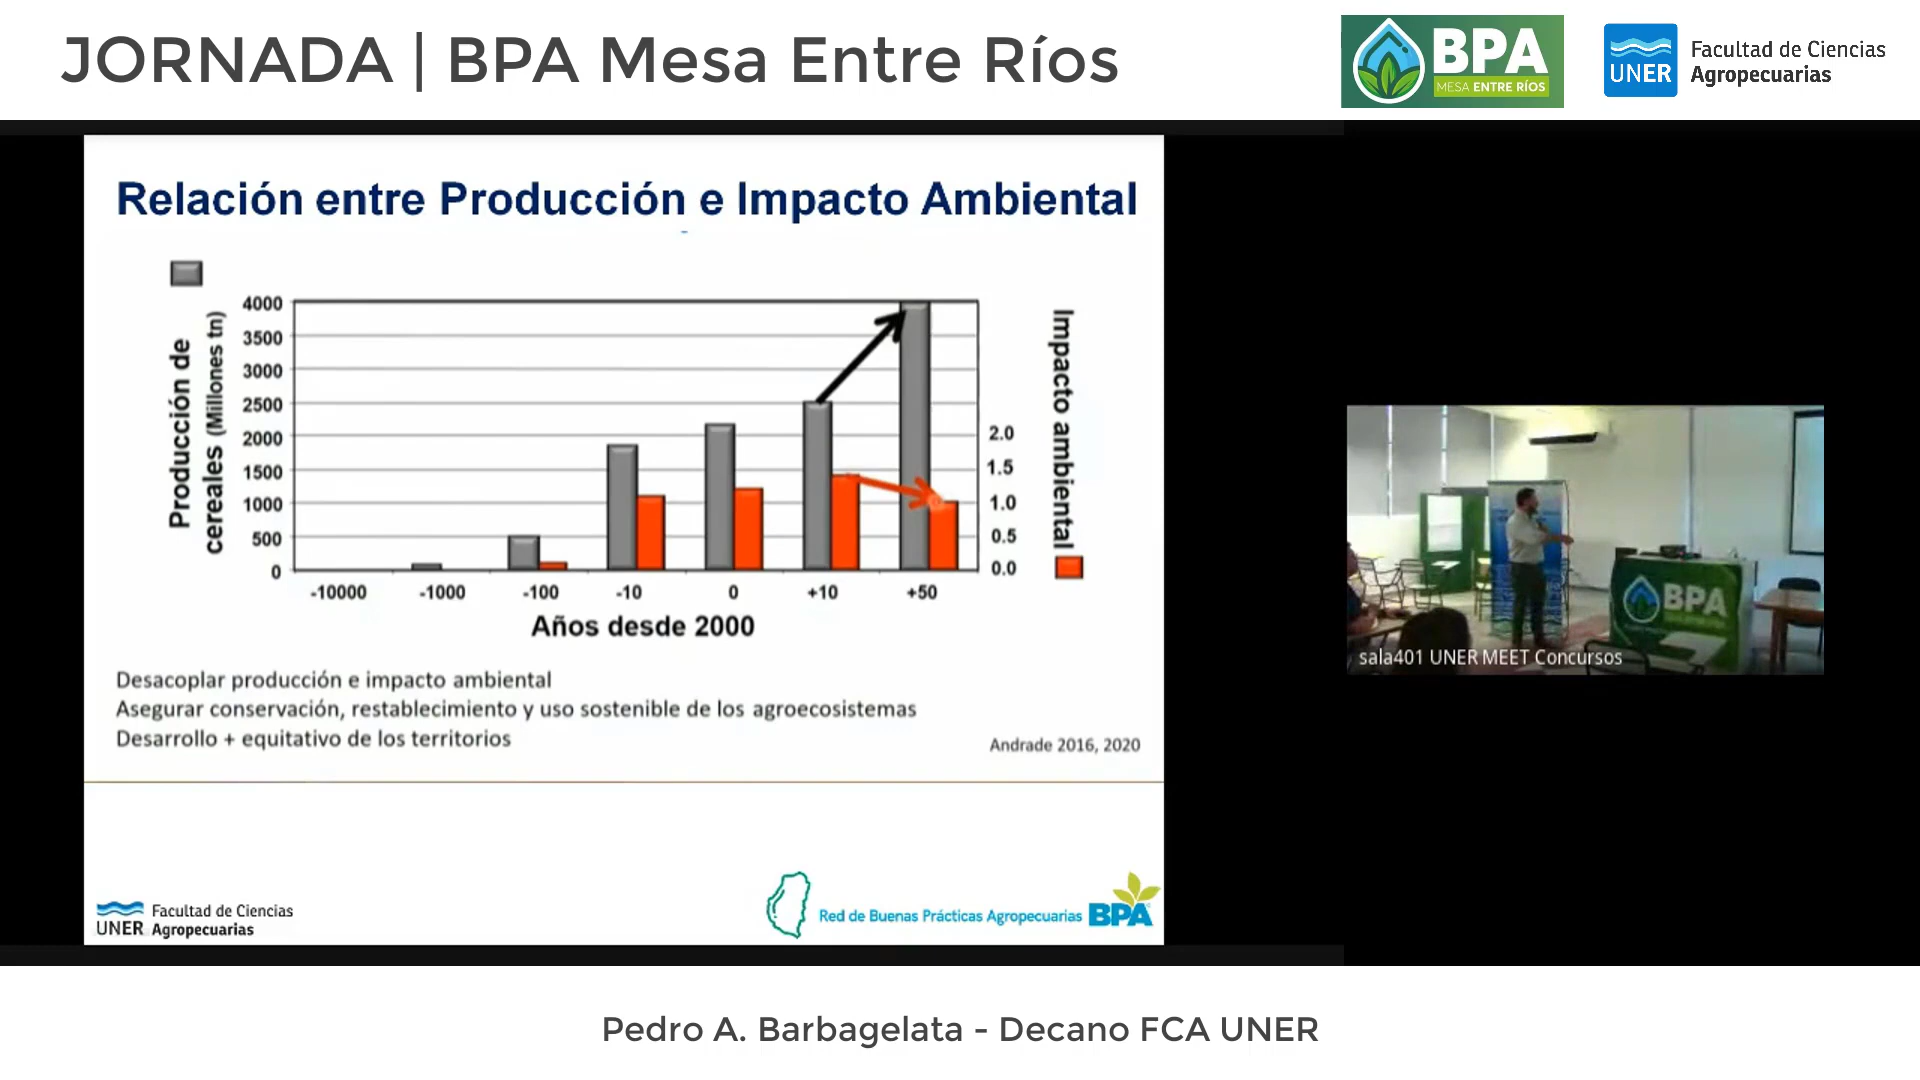 JORNADA | BPA Mesa Entre Ríos
BPA
MESA ENTRE RÍOS
UNER
Facultad de Ciencias
Agropecuarias
Relación entre Producción e Impacto Ambiental
Producción de
cereales (Millones tn)
4000
3500
3000
2500
2000
1500
1000
500
0
2.0
1.5
1.0
0.5
0.0
Impacto ambiental
-10000 -1000 -100 -10 0 +10 +50
Años desde 2000
Desacoplar producción e impacto ambiental
Asegurar conservación, restablecimiento y uso sostenible de los agroecosistemas
Desarrollo + equitativo de los territorios
Andrade 2016, 2020
UNER
Facultad de Ciencias
Agropecuarias
Red de Buenas Prácticas Agropecuarias BPA
BPA
sala401 UNER MEET Concursos
Pedro A. Barbagelata - Decano FCA UNER